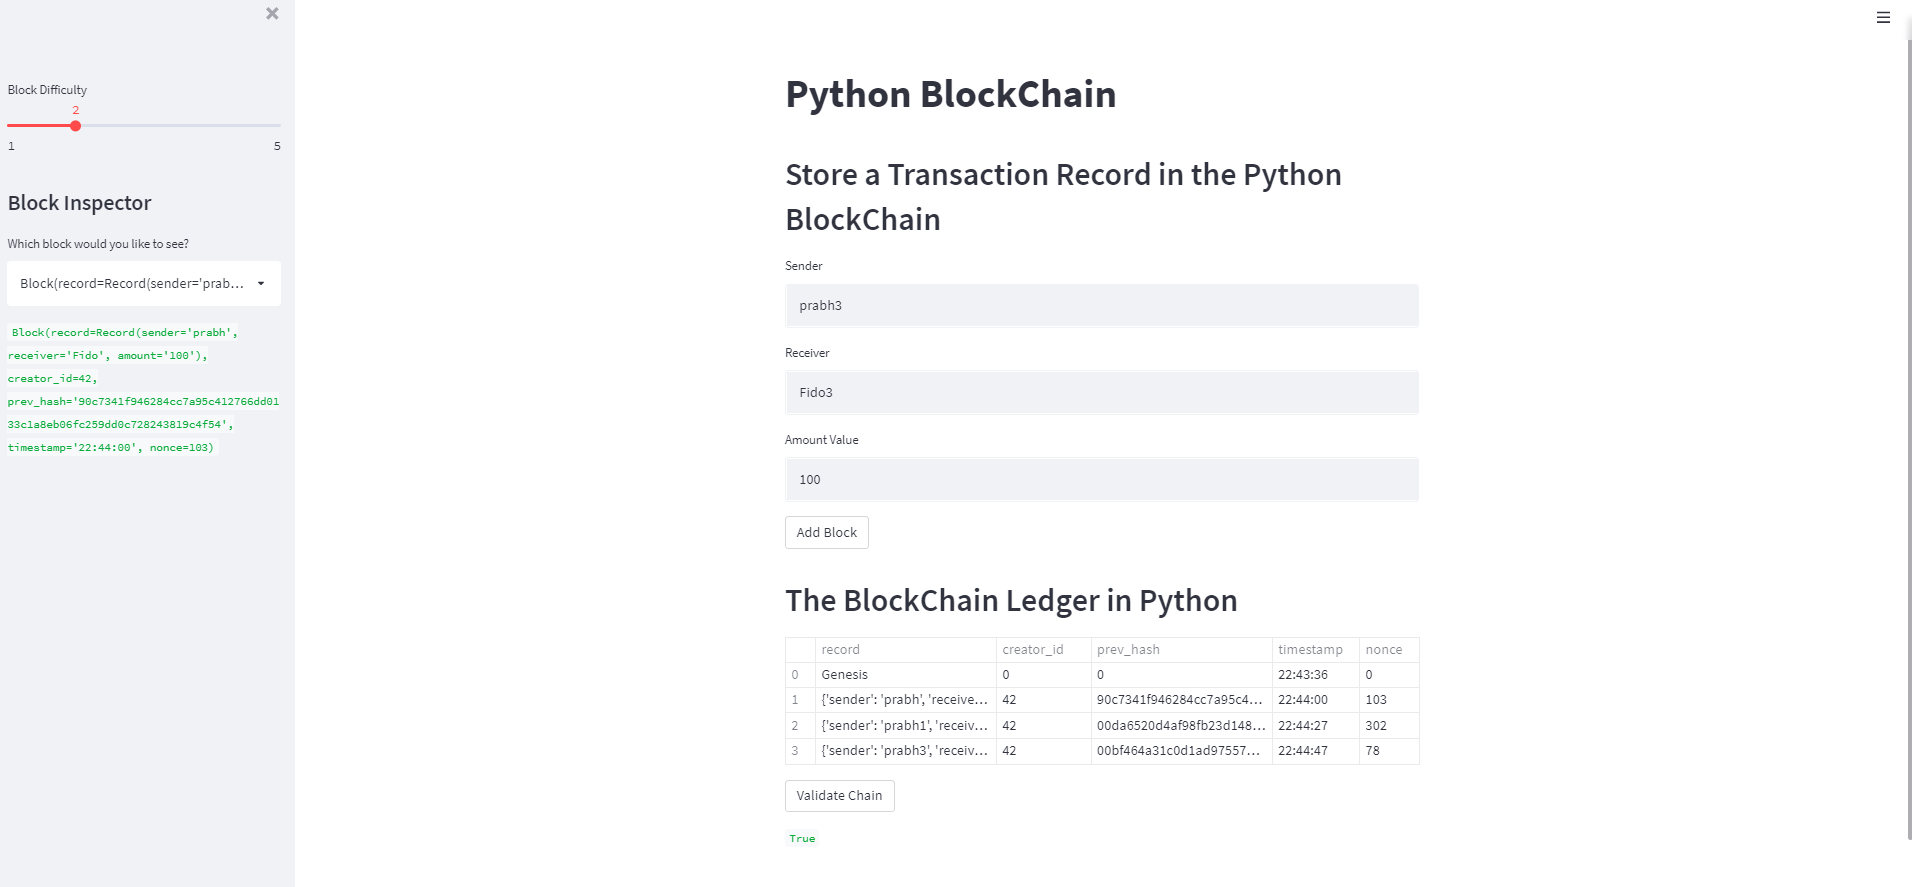 Block Difficulty
2
1 5
Block Inspector
Which block would you like to see?
Block(record=Record(sender='prab...
Block(record=Record(sender='prabh',
receiver='Fido', amount='100'),
creator_id=42,
prev_hash='90c7341f946284cc7a95c412766dd01
33c1a8eb06fc259dd0c728243819c4f54',
timestamp='22:44:00', nonce=103)
Python BlockChain
Store a Transaction Record in the Python
BlockChain
Sender
prabh3
Receiver
Fido3
Amount Value
100
Add Block
The BlockChain Ledger in Python
record creator_id prev_hash timestamp nonce
0 Genesis 0 0 22:43:36 0
1 {'sender': 'prabh', 'receive... 42 90c7341f946284cc7a95c4... 22:44:00 103
2 {'sender': 'prabh1', 'receiv... 42 00da6520d4af98fb23d148... 22:44:27 302
3 {'sender': 'prabh3', 'receiv... 42 00bf464a31c0d1ad97557... 22:44:47 78
Validate Chain
True